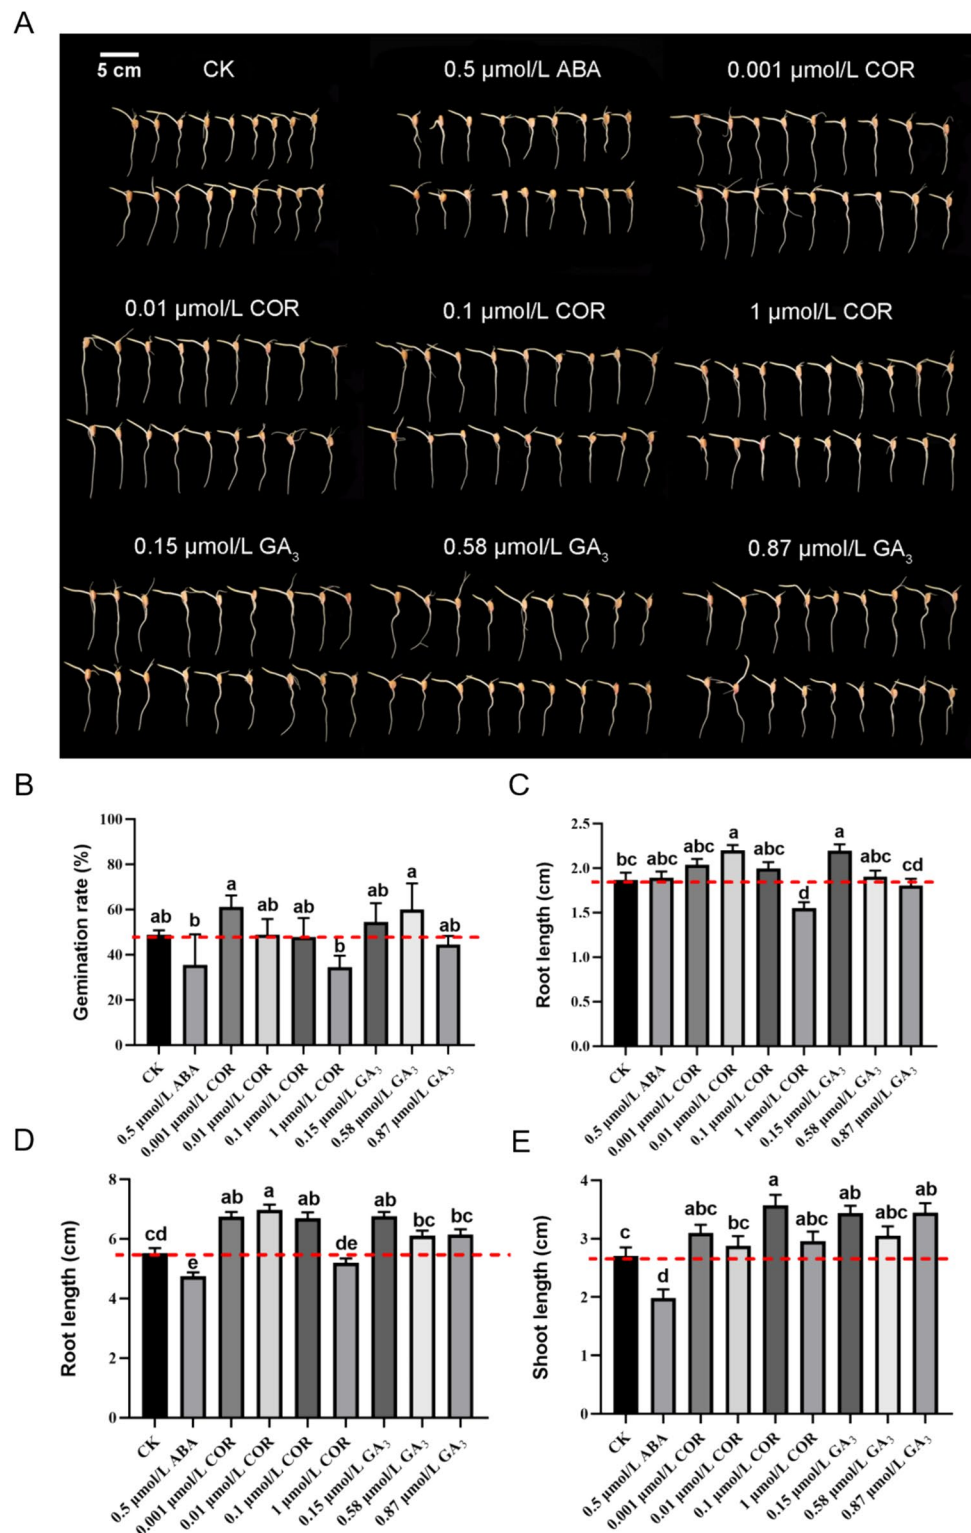 A
5 cm CK 0.5 µmol/L ABA 0.001 µmol/L COR
0.01 µmol/L COR 0.1 µmol/L COR 1 µmol/L COR
0.15 µmol/L GA₃ 0.58 µmol/L GA₃ 0.87 µmol/L GA₃
B
Gemination rate (%)
100
80
60
40
20
0
ab b a ab ab b ab a ab
CK
0.5 µmol/L ABA
0.001 µmol/L COR
0.01 µmol/L COR
0.1 µmol/L COR
1 µmol/L COR
0.15 µmol/L GA₃
0.58 µmol/L GA₃
0.87 µmol/L GA₃
C
Root length (cm)
2.5
2.0
1.5
1.0
0.5
0.0
bc abc abc a abc d a abc cd
CK
0.5 µmol/L ABA
0.001 µmol/L COR
0.01 µmol/L COR
0.1 µmol/L COR
1 µmol/L COR
0.15 µmol/L GA₃
0.58 µmol/L GA₃
0.87 µmol/L GA₃
D
Root length (cm)
8
6
4
2
0
cd e ab a ab de ab bc bc
CK
0.5 µmol/L ABA
0.001 µmol/L COR
0.01 µmol/L COR
0.1 µmol/L COR
1 µmol/L COR
0.15 µmol/L GA₃
0.58 µmol/L GA₃
0.87 µmol/L GA₃
E
Shoot length (cm)
4
3
2
1
0
c d abc bc a abc ab abc ab
CK
0.5 µmol/L ABA
0.001 µmol/L COR
0.01 µmol/L COR
0.1 µmol/L COR
1 µmol/L COR
0.15 µmol/L GA₃
0.58 µmol/L GA₃
0.87 µmol/L GA₃